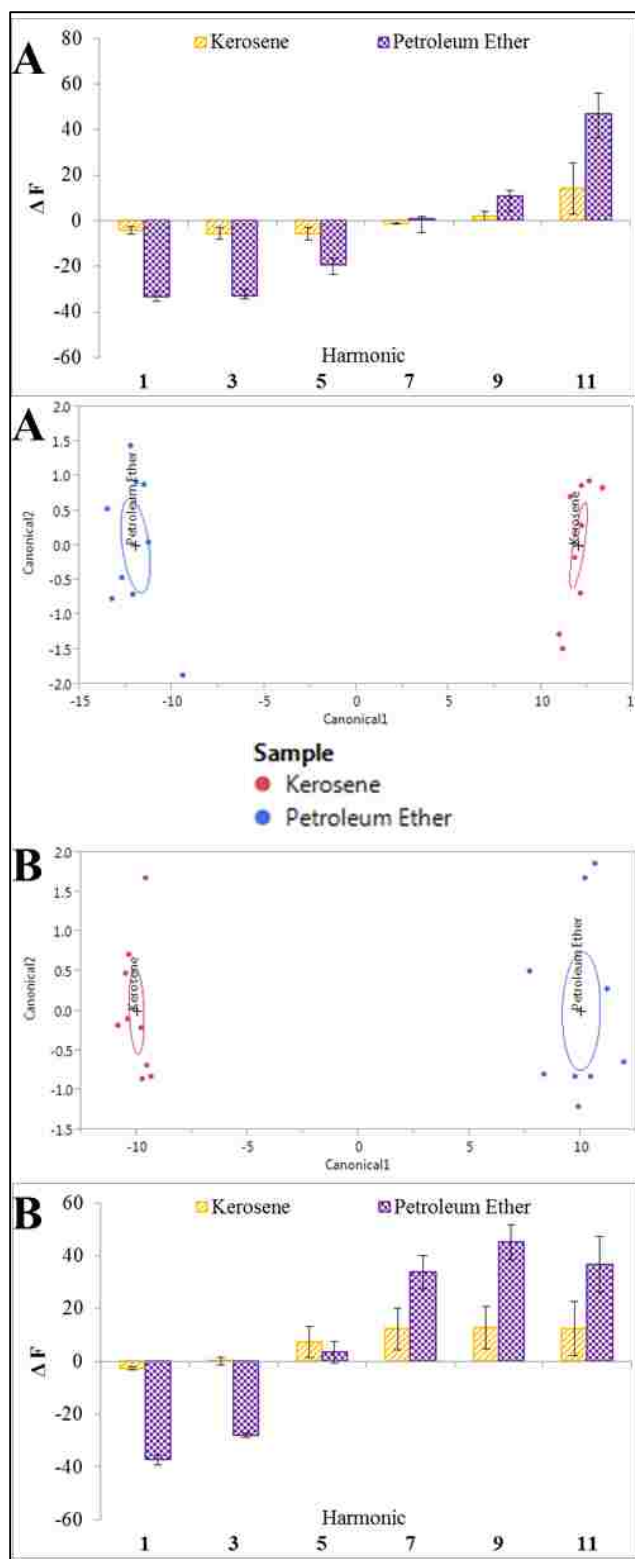 A
Kerosene Petroleum Ether
80
60
40
20
0
-20
-40
-60
Δ F
Harmonic
1 3 5 7 9 11
A
2.0
1.5
1.0
0.5
0.0
-0.5
-1.0
-1.5
-2.0
Canonical2
Petroleum Ether
Kerosene
-15 -10 -5 0 5 10 15
Canonical1
Sample
Kerosene
Petroleum Ether
B
2.0
1.5
1.0
0.5
0.0
-0.5
-1.0
-1.5
Canonical2
Kerosene
Petroleum Ether
-10 -5 0 5 10
Canonical1
B
Kerosene Petroleum Ether
60
40
20
0
-20
-40
-60
Δ F
Harmonic
1 3 5 7 9 11